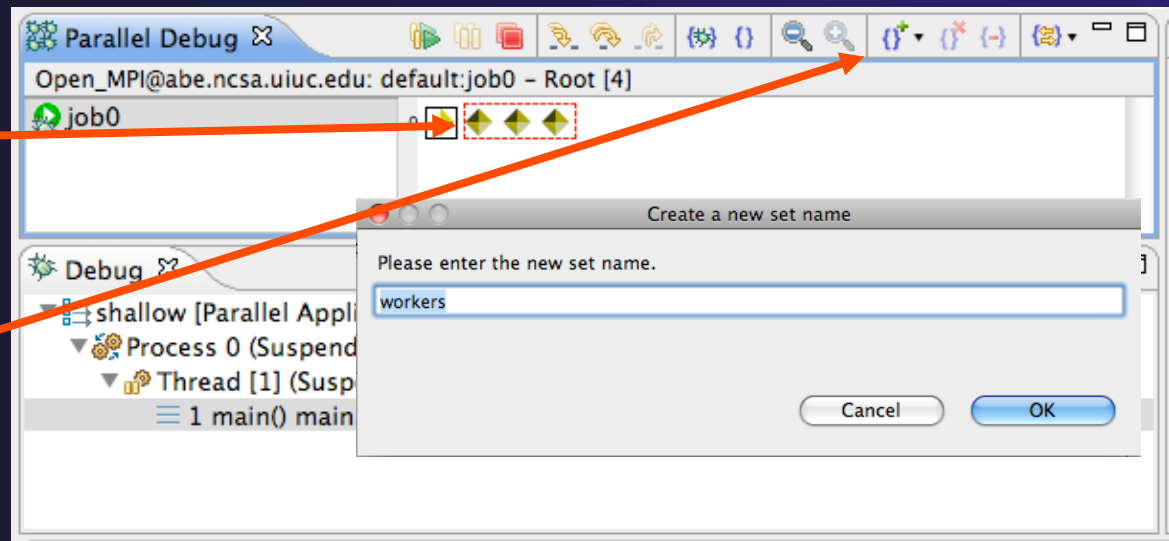 Parallel Debug
Open_MPI@abe.ncsa.uiuc.edu: default:job0 – Root [4]
job0
0
Create a new set name
Please enter the new set name.
workers
Cancel
OK
Debug
shallow [Parallel Appli
Process 0 (Suspend
Thread [1] (Susp
1 main() main